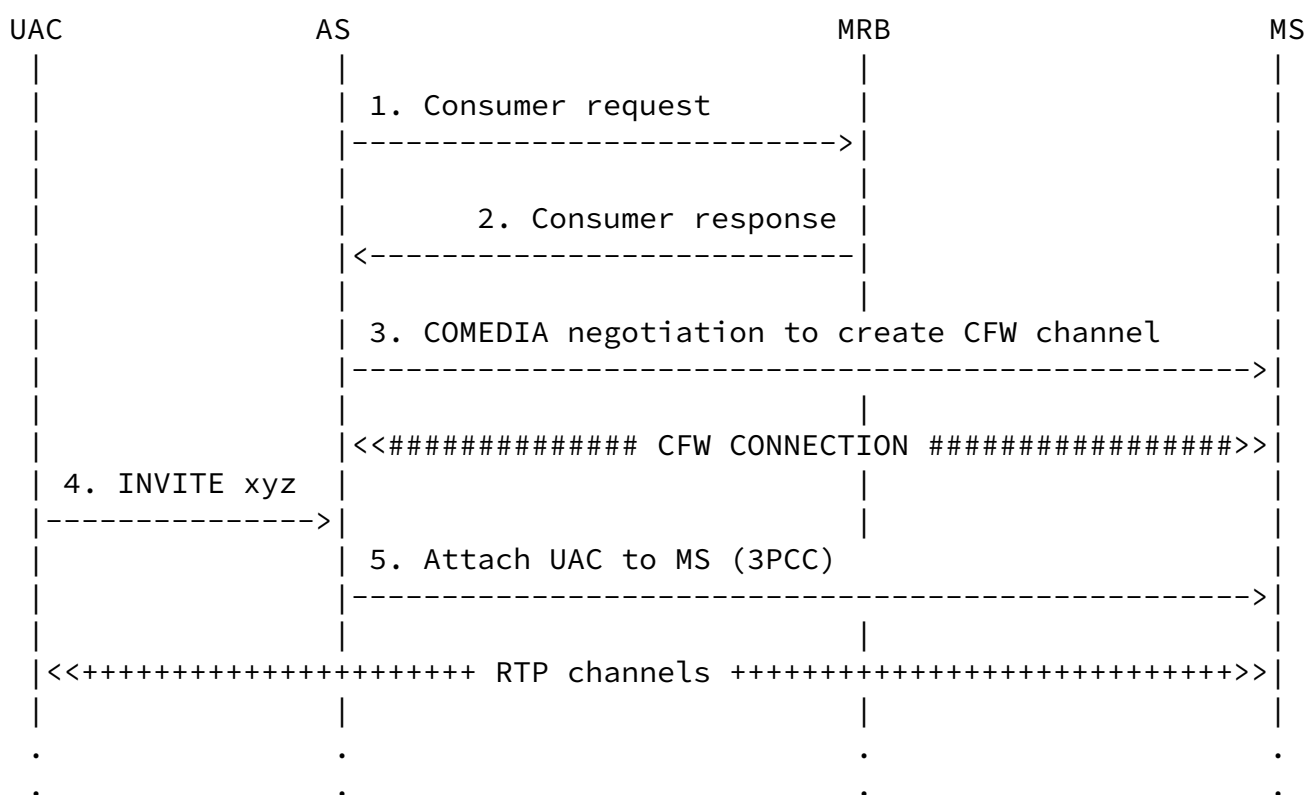 UAC AS MRB MS
1. Consumer request
2. Consumer response
3. COMEDIA negotiation to create CFW channel
<<############## CFW CONNECTION #################>>
4. INVITE xyz
5. Attach UAC to MS (3PCC)
<<++++++++++++++++++++++ RTP channels ++++++++++++++++++++++++++++>>